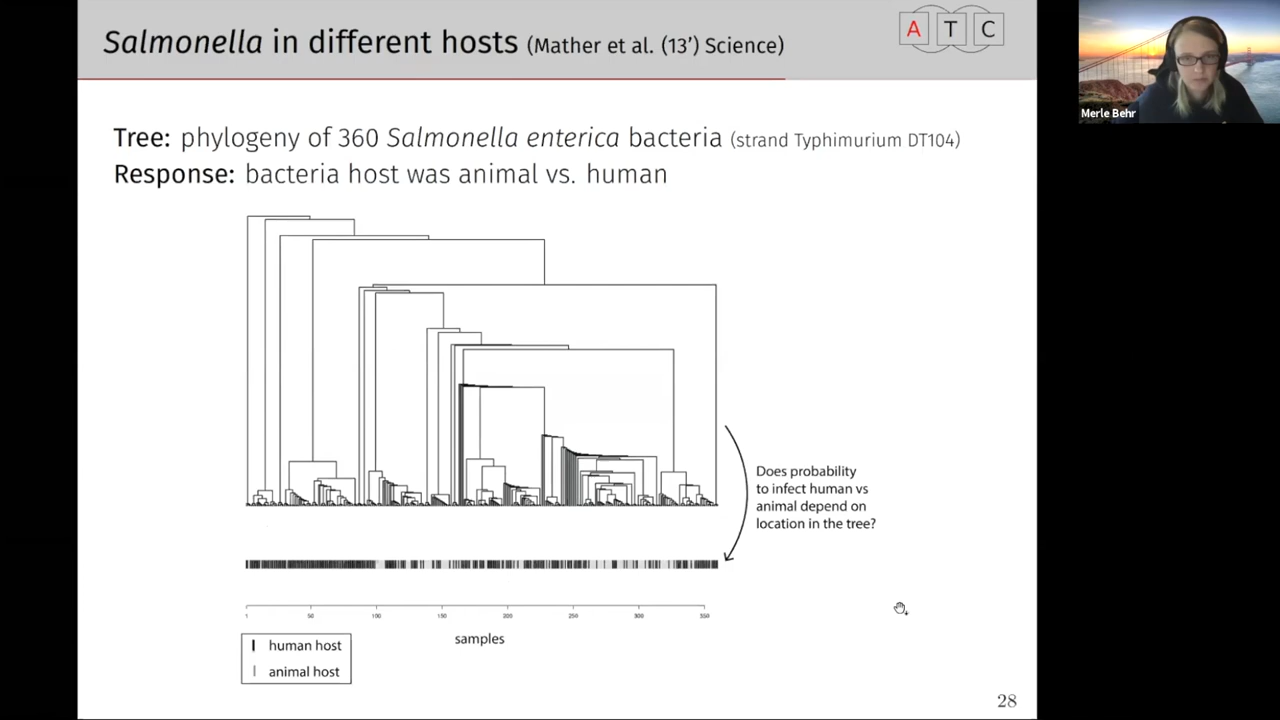 Salmonella in different hosts (Mather et al. (13’) Science)
A T C
Merle Behr
Tree: phylogeny of 360 Salmonella enterica bacteria (strand Typhimurium DT104)
Response: bacteria host was animal vs. human
Does probability
to infect human vs
animal depend on
location in the tree?
1 50 100 150 200 250 300 350
samples
human host
animal host
28